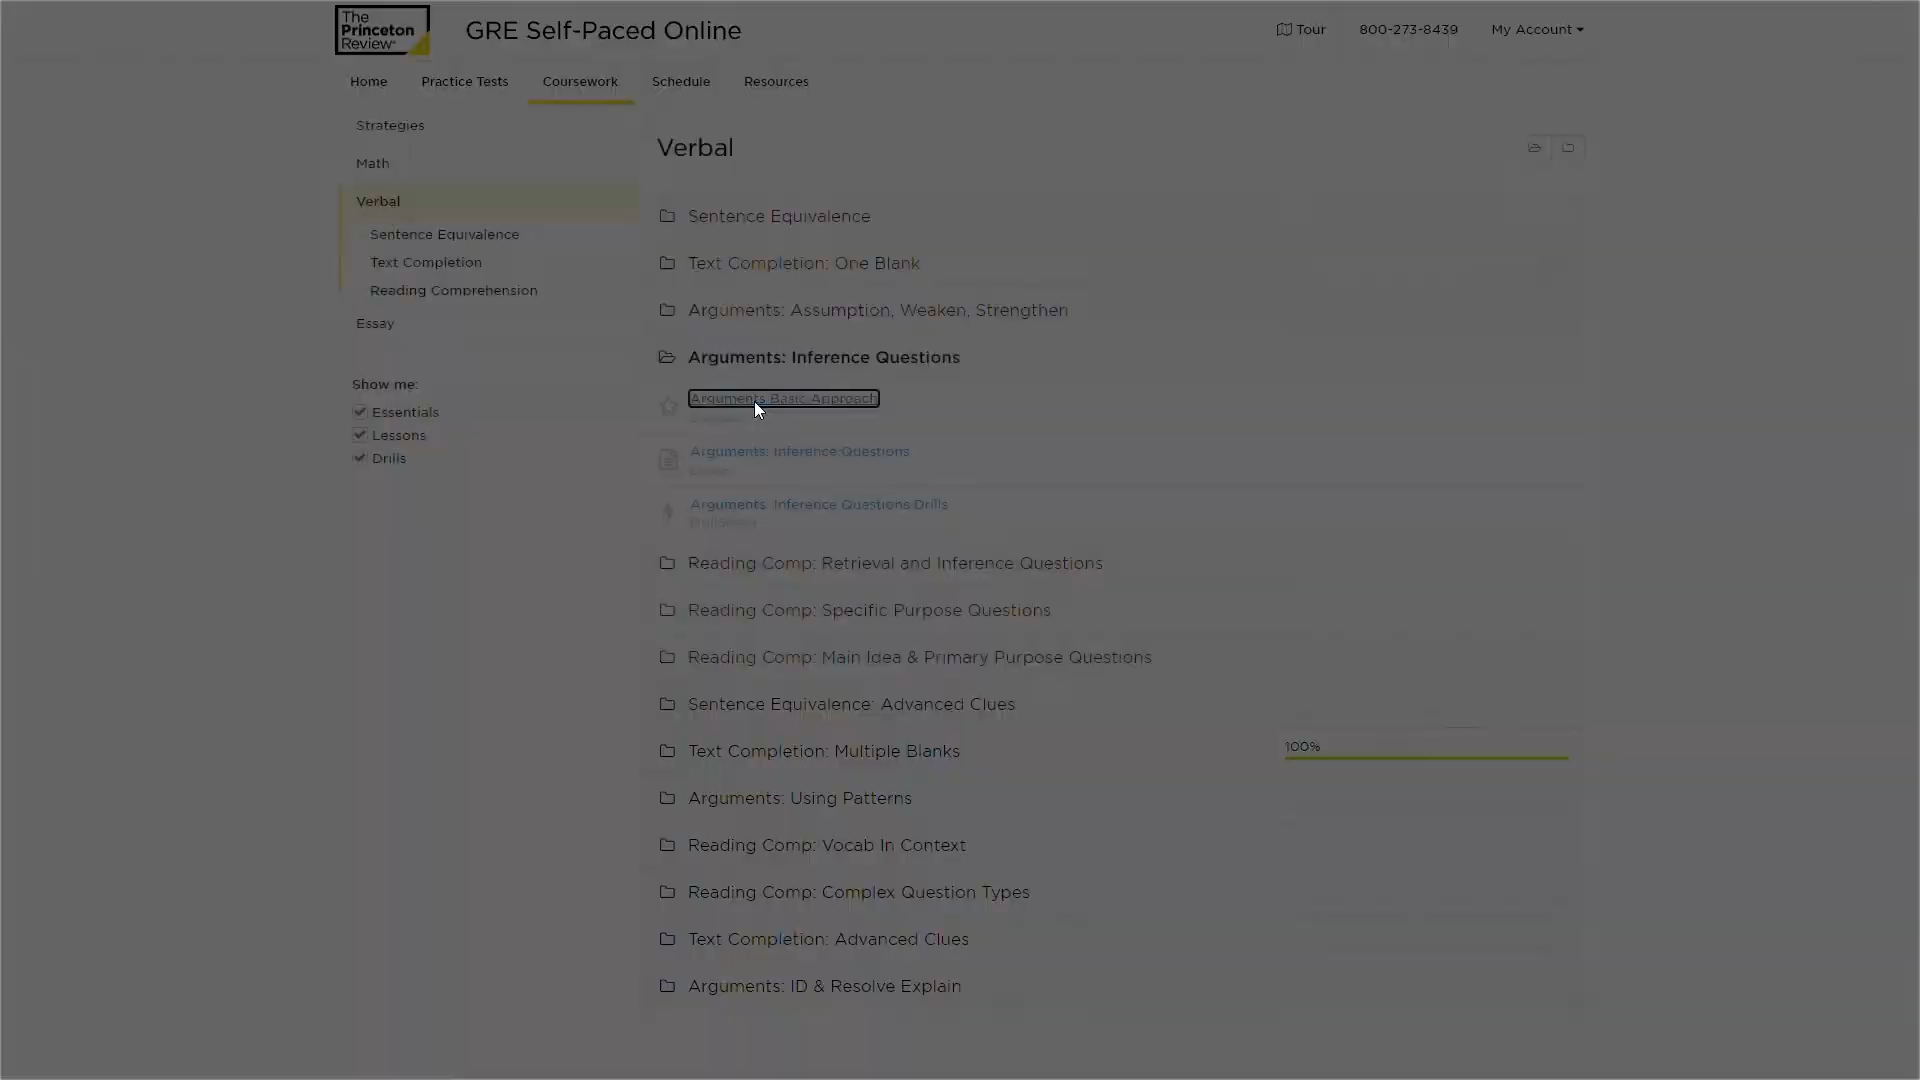 The
Princeton
Review
GRE Self-Paced Online
Tour
800-273-8439
My Account
Home
Practice Tests
Coursework
Schedule
Resources
Strategies
Math
Verbal
Sentence Equivalence
Text Completion
Reading Comprehension
Essay
Show me:
Essentials
Lessons
Drills
Verbal
Sentence Equivalence
Text Completion: One Blank
Arguments: Assumption, Weaken, Strengthen
Arguments: Inference Questions
Arguments Basic Approach
Arguments: Inference Questions
Lesson
Arguments: Inference Questions Drills
Reading Comp: Retrieval and Inference Questions
Reading Comp: Specific Purpose Questions
Reading Comp: Main Idea & Primary Purpose Questions
Sentence Equivalence: Advanced Clues
Text Completion: Multiple Blanks
100%
Arguments: Using Patterns
Reading Comp: Vocab In Context
Reading Comp: Complex Question Types
Text Completion: Advanced Clues
Arguments: ID & Resolve Explain